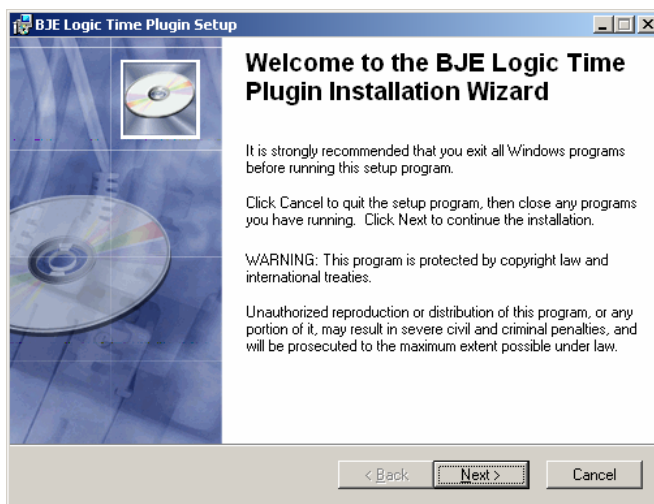 BJE Logic Time Plugin Setup
Welcome to the BJE Logic Time
Plugin Installation Wizard
It is strongly recommended that you exit all Windows programs
before running this setup program.
Click Cancel to quit the setup program, then close any programs
you have running.  Click Next to continue the installation.
WARNING: This program is protected by copyright law and
international treaties.
Unauthorized reproduction or distribution of this program, or any
portion of it, may result in severe civil and criminal penalties, and
will be prosecuted to the maximum extent possible under law.
< Back
Next >
Cancel